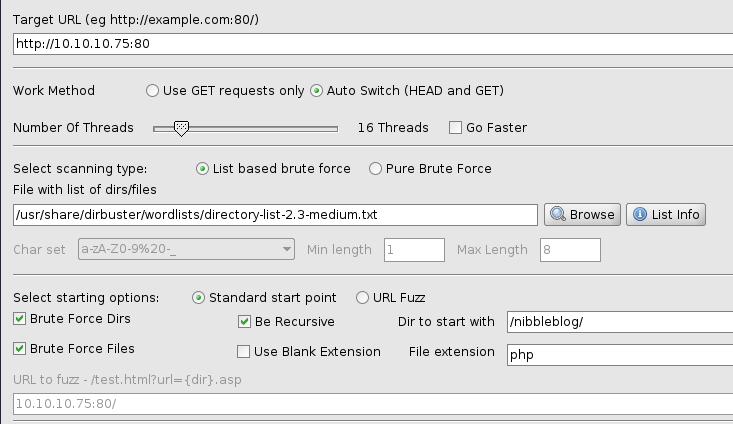 Target URL (eg http://example.com:80/)
http://10.10.10.75:80
Work Method Use GET requests only Auto Switch (HEAD and GET)
Number Of Threads 16 Threads Go Faster
Select scanning type: List based brute force Pure Brute Force
File with list of dirs/files
/usr/share/dirbuster/wordlists/directory-list-2.3-medium.txt Browse List Info
Char set a-zA-Z0-9%20-_ Min length 1 Max Length 8
Select starting options: Standard start point URL Fuzz
Brute Force Dirs Be Recursive Dir to start with /nibbleblog/
Brute Force Files Use Blank Extension File extension php
URL to fuzz - /test.html?url={dir}.asp
10.10.10.75:80/